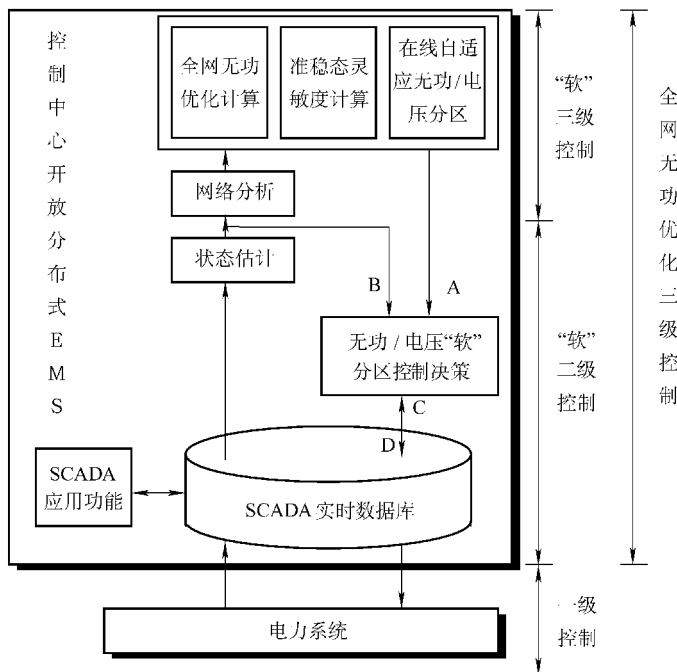 控制中心开放分布式EMS
全网无功
优化计算
准稳态灵
敏度计算
在线白适
应无功/电
压分区
网络分析
状态估计
B
A
无功/电压“软”
分区控制决策
C
D
SCADA
应用功能
SCADA实时数据库
电力系统
“软”
三级
控制
“软”
二级
控制
一级
控制
全网无功优化三级控制